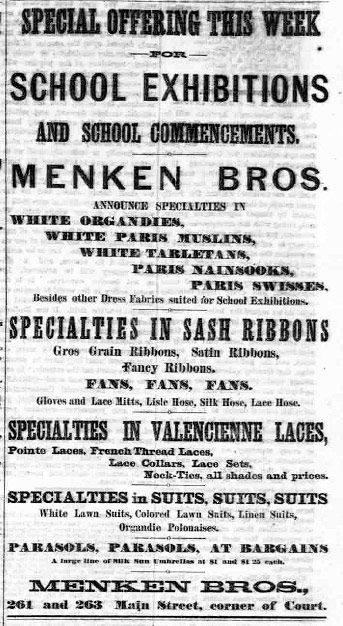 SPECIAL OFFERING THIS WEEK
FOR
SCHOOL EXHIBITIONS
AND SCHOOL COMMENCEMENTS.
MENKEN BROS.
ANNOUNCE SPECIALTIES IN
WHITE ORGANDIES,
WHITE PARIS MUSLINS,
WHITE TARLETANS,
PARIS NAINSOOKS,
PARIS SWISSES,
Besides other Dress Fabrics suited for School Exhibitions.
SPECIALTIES IN SASH RIBBONS
Gros Grain Ribbons, Satin Ribbons,
Fancy Ribbons.
FANS, FANS, FANS.
Gloves and Lace Mitts, Lisle Hose, Silk Hose, Lace Hose.
SPECIALTIES IN VALENCIENNE LACES,
Pointe Laces, French Thread Laces,
Lace Collars, Lace Sets,
Neck-Ties, all shades and prices.
SPECIALTIES in SUITS, SUITS, SUITS
White Lawn Suits, Colored Lawn Suits, Linen Suits,
Organdie Polonaises.
PARASOLS, PARASOLS, AT BARGAINS
A large line of Silk Sun Umbrellas at $1 and $1 25 each.
MENKEN BROS.,
261 and 263 Main Street, corner of Court.